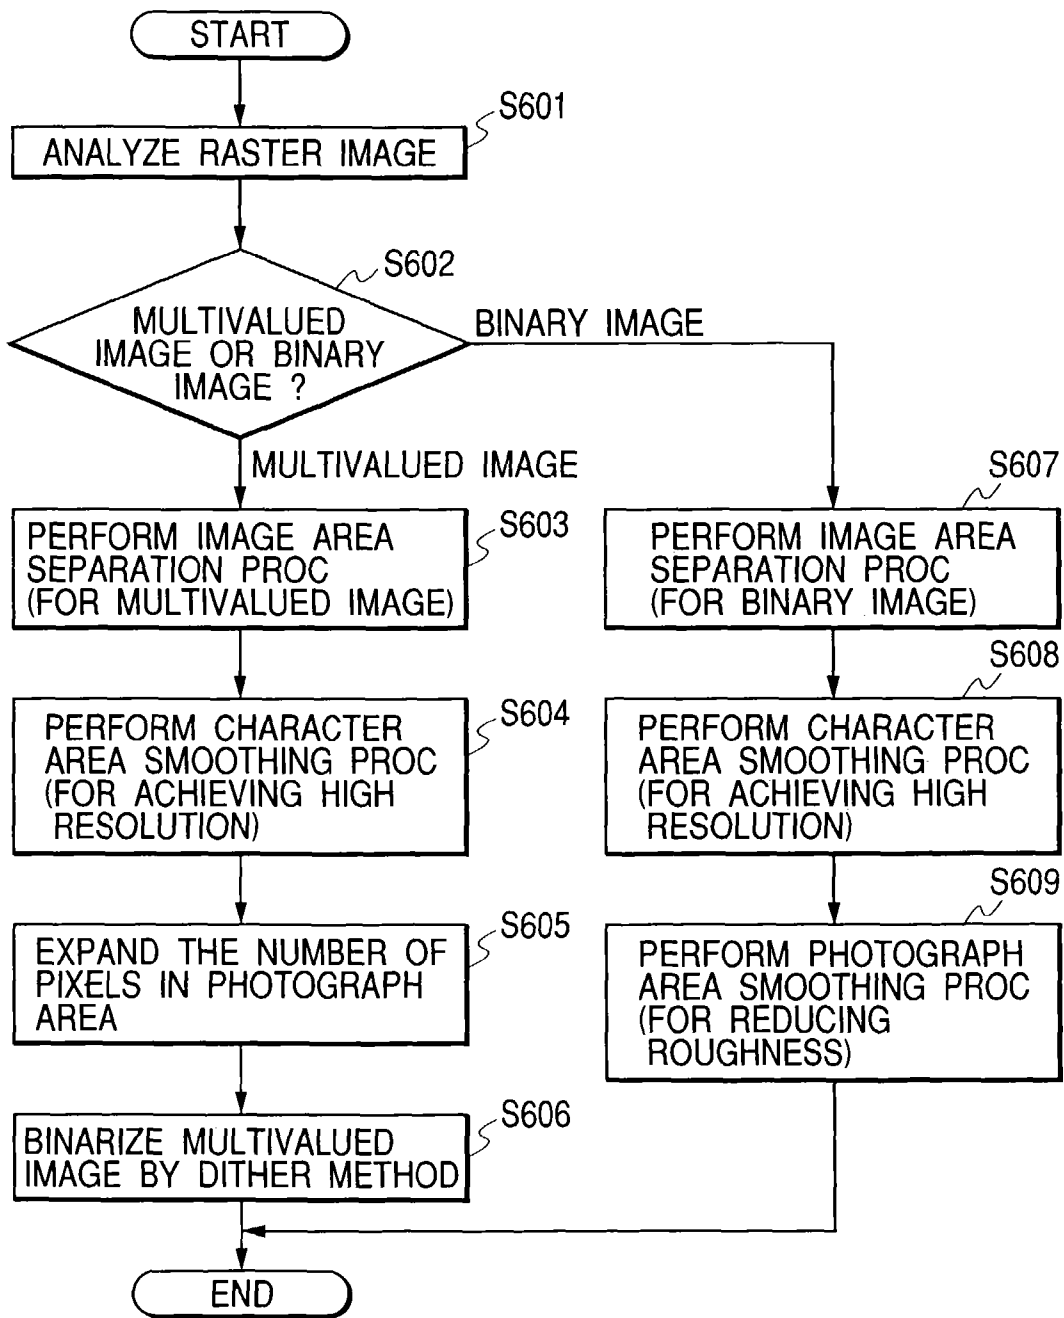 START
S601
ANALYZE RASTER IMAGE
S602
MULTIVALUED
IMAGE OR BINARY
IMAGE ?
BINARY IMAGE
MULTIVALUED IMAGE
S603
PERFORM IMAGE AREA
SEPARATION PROC
(FOR MULTIVALUED IMAGE)
S604
PERFORM CHARACTER
AREA SMOOTHING PROC
(FOR ACHIEVING HIGH
RESOLUTION)
S605
EXPAND THE NUMBER OF
PIXELS IN PHOTOGRAPH
AREA
S606
BINARIZE MULTIVALUED
IMAGE BY DITHER METHOD
S607
PERFORM IMAGE AREA
SEPARATION PROC
(FOR BINARY IMAGE)
S608
PERFORM CHARACTER
AREA SMOOTHING PROC
(FOR ACHIEVING HIGH
RESOLUTION)
S609
PERFORM PHOTOGRAPH
AREA SMOOTHING PROC
(FOR REDUCING
ROUGHNESS)
END